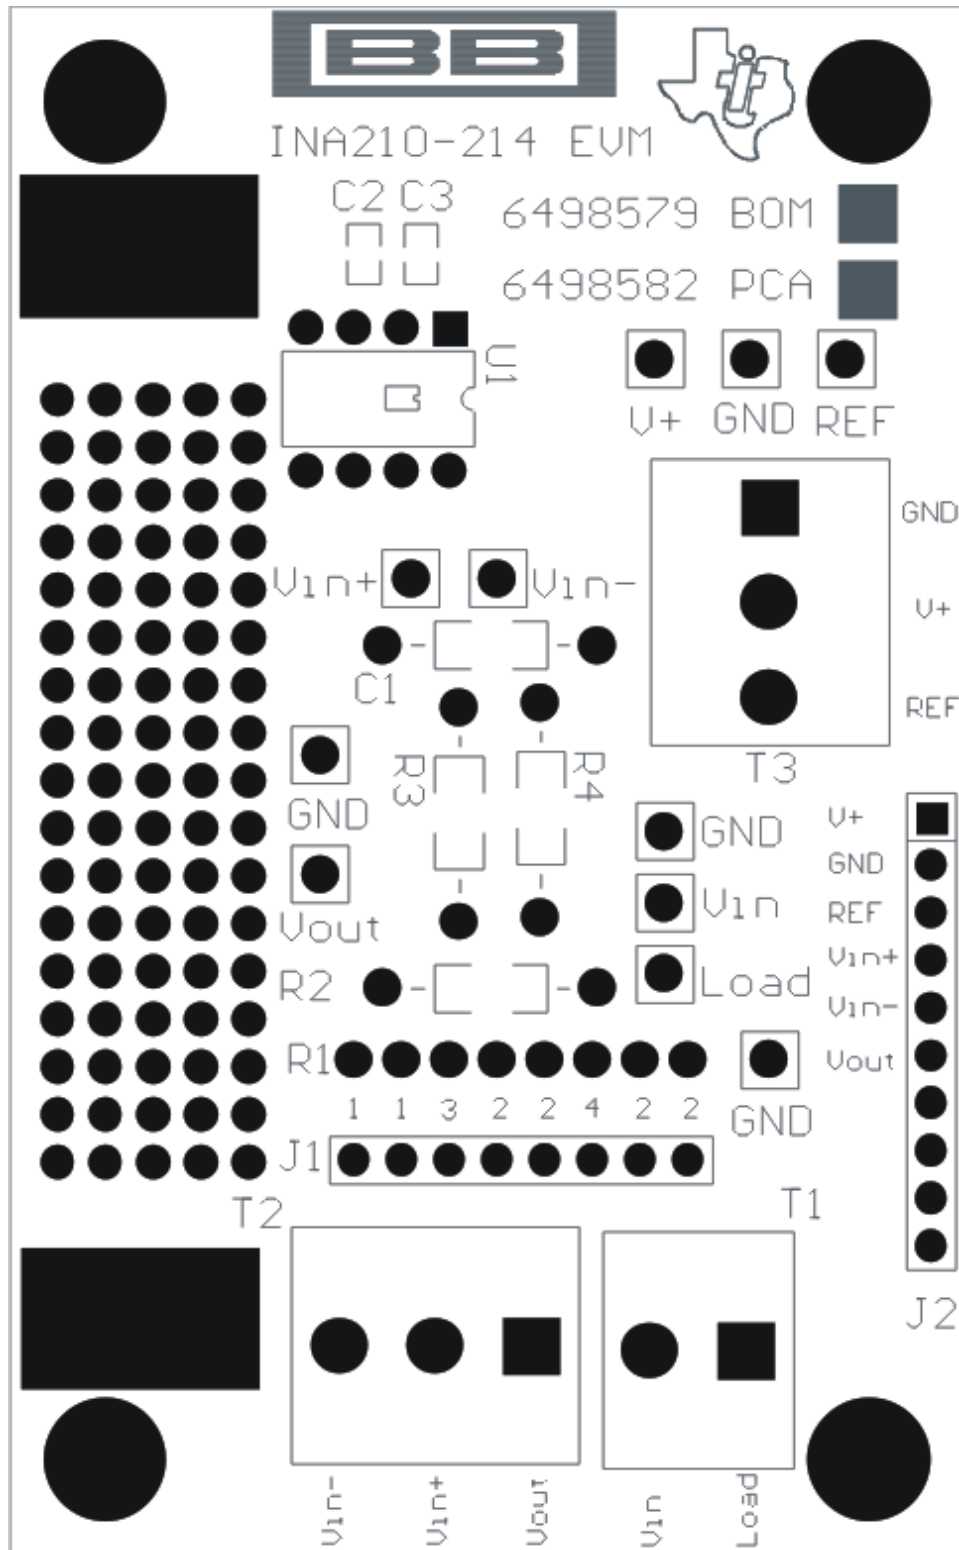 BB
INA210-214 EVM
C2 C3
6498579 BOM
6498582 PCA
U1
V+ GND REF
GND
V+
REF
T3
Vin+ Vin-
C1
R3 R4
GND
Vout
GND
Vin
Load
V+
GND
REF
Vin+
Vin-
Vout
R2
R1
1 1 3 2 2 4 2 2
GND
J1
T2 T1
J2
Vin- Vin+ Vout Vin Load